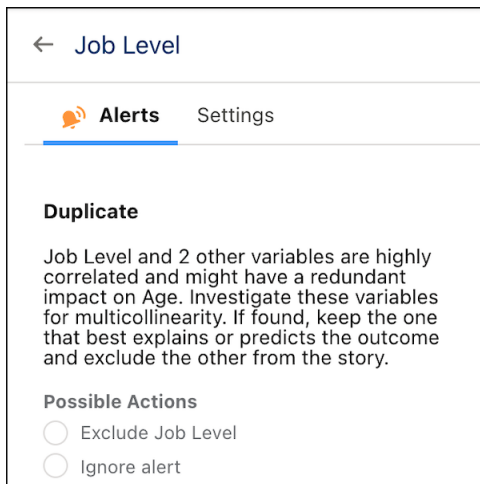 Job Level
Alerts Settings
Duplicate
Job Level and 2 other variables are highly
correlated and might have a redundant
impact on Age. Investigate these variables
for multicollinearity. If found, keep the one
that best explains or predicts the outcome
and exclude the other from the story.
Possible Actions
Exclude Job Level
Ignore alert